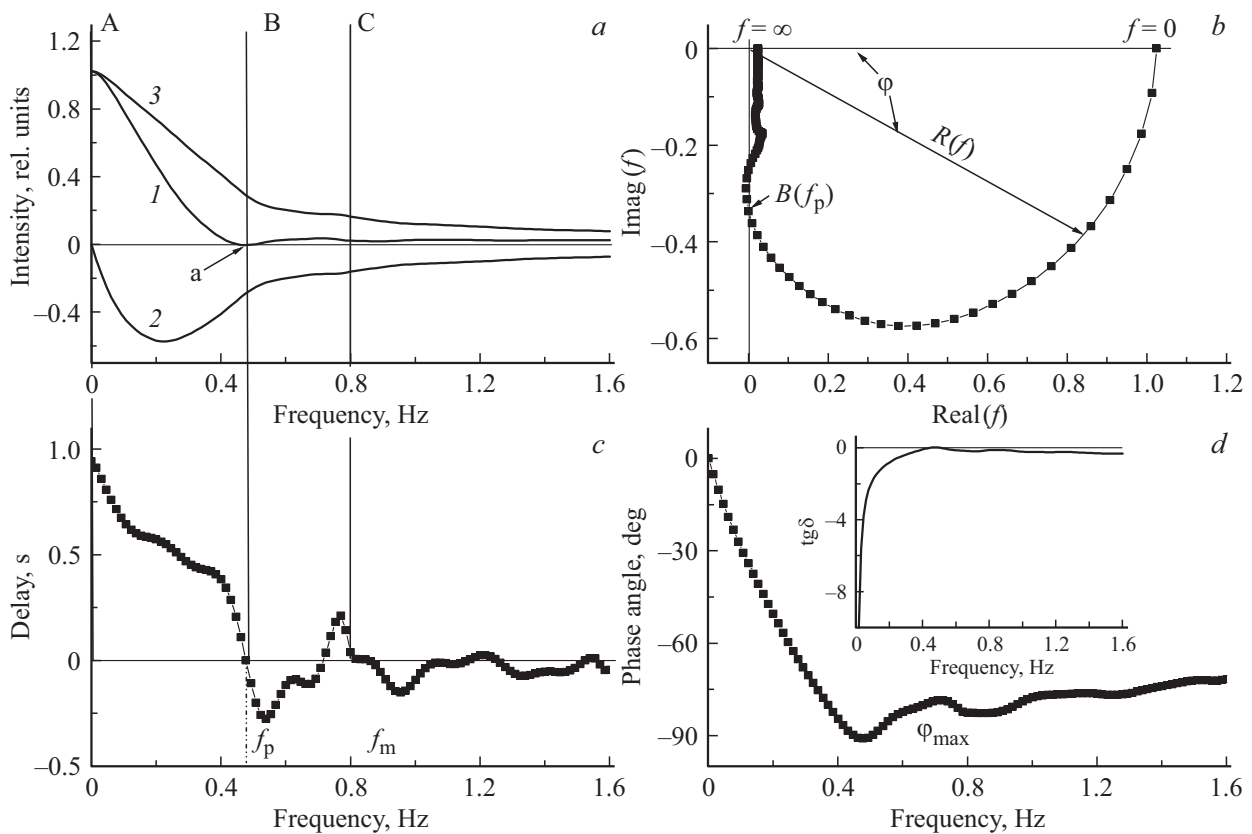 A B C a
Intensity, rel. units
1.2
0.8
0.4
0
–0.4
3
1
a
2
0 0.4 0.8 1.2 1.6
Frequency, Hz
f = ∞ f = 0 b
Imag (f)
0
–0.2
–0.4
–0.6
φ
R(f)
B(fp)
0 0.2 0.4 0.6 0.8 1.0 1.2
Real (f)
c
Delay, s
1.0
0.5
0
–0.5
fp fm
0 0.4 0.8 1.2 1.6
Frequency, Hz
d
Phase angle, deg
0
–30
–60
–90
φmax
0 0.4 0.8 1.2 1.6
Frequency, Hz
tgδ
0
–4
–8
0 0.4 0.8 1.2 1.6
Frequency, Hz